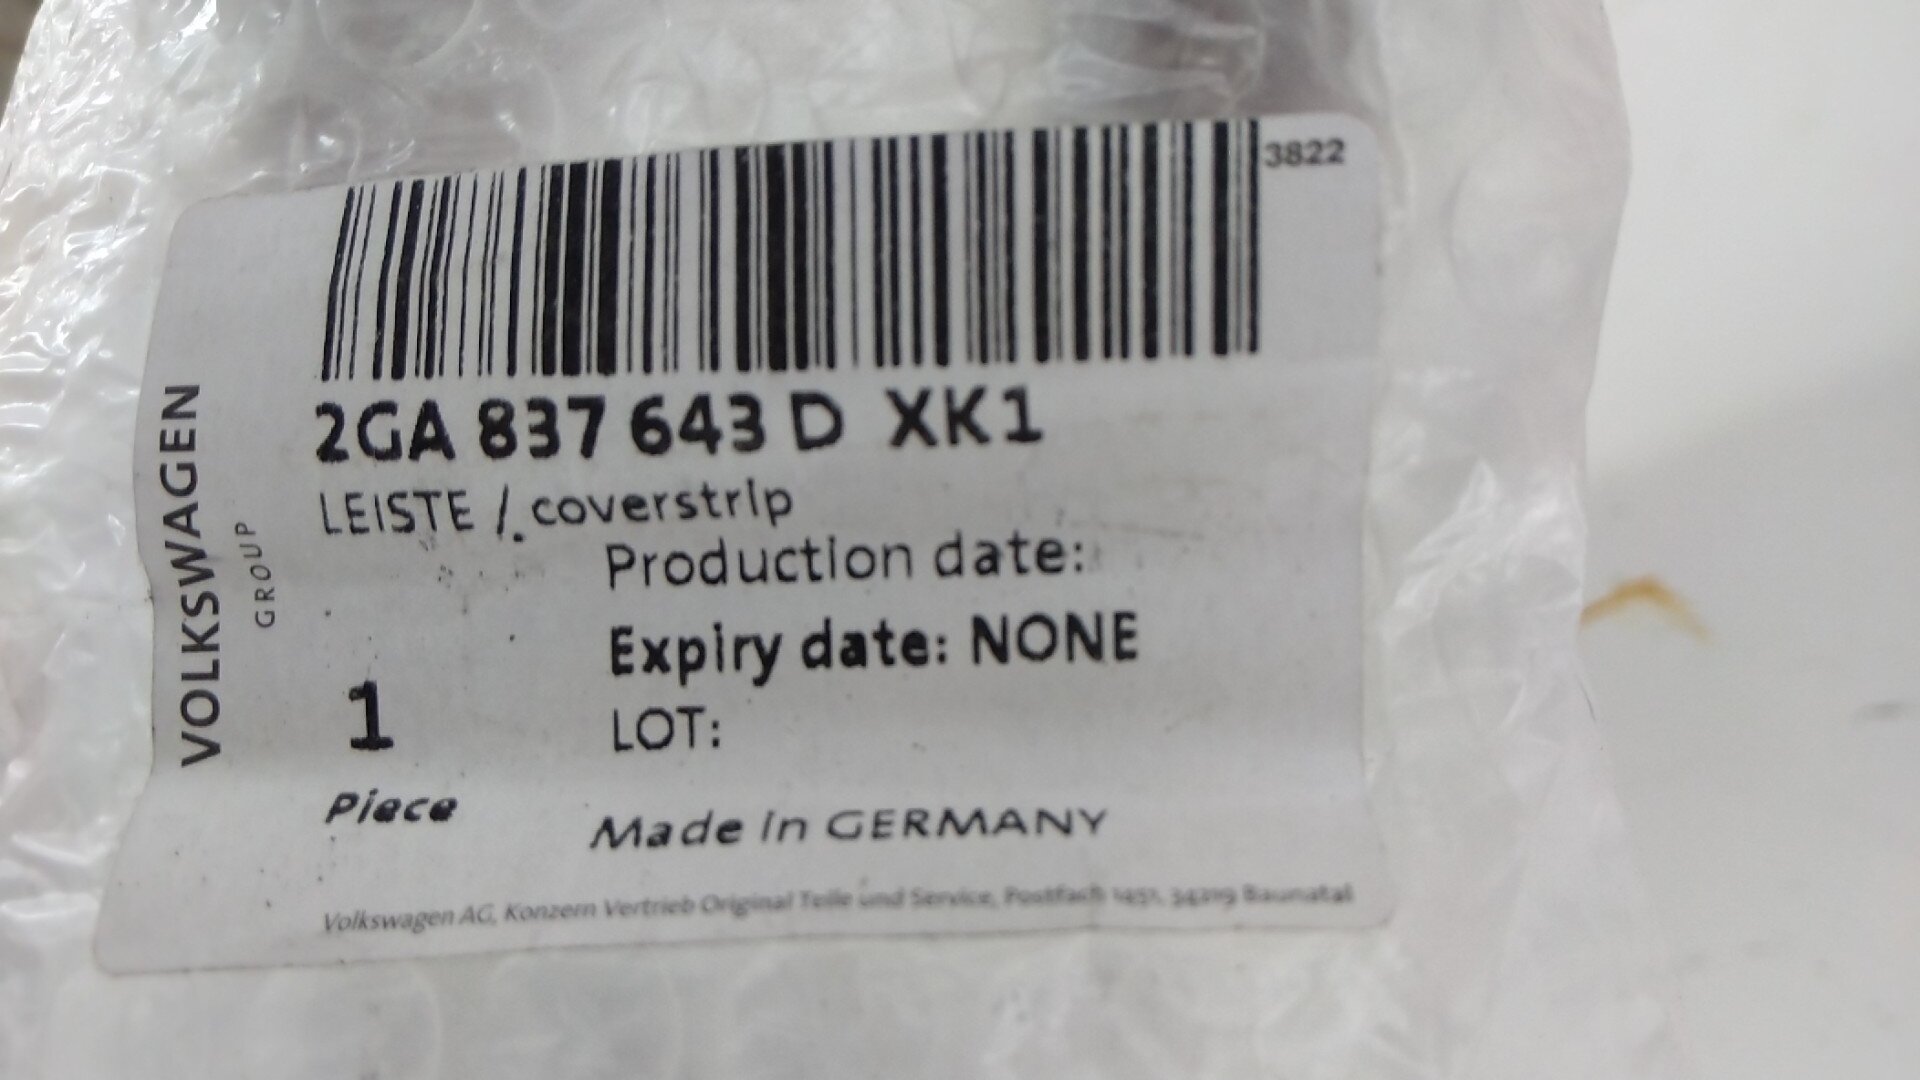 3822
VOLKSWAGEN
GROUP
2GA 837 643 D XK1
LEISTE / coverstrip
Production date:
Expiry date: NONE
1
LOT:
Piece
Made in GERMANY
Volkswagen AG, Konzern Vertrieb Original Teile und Service, Postfach 1451, 34219 Baunatal